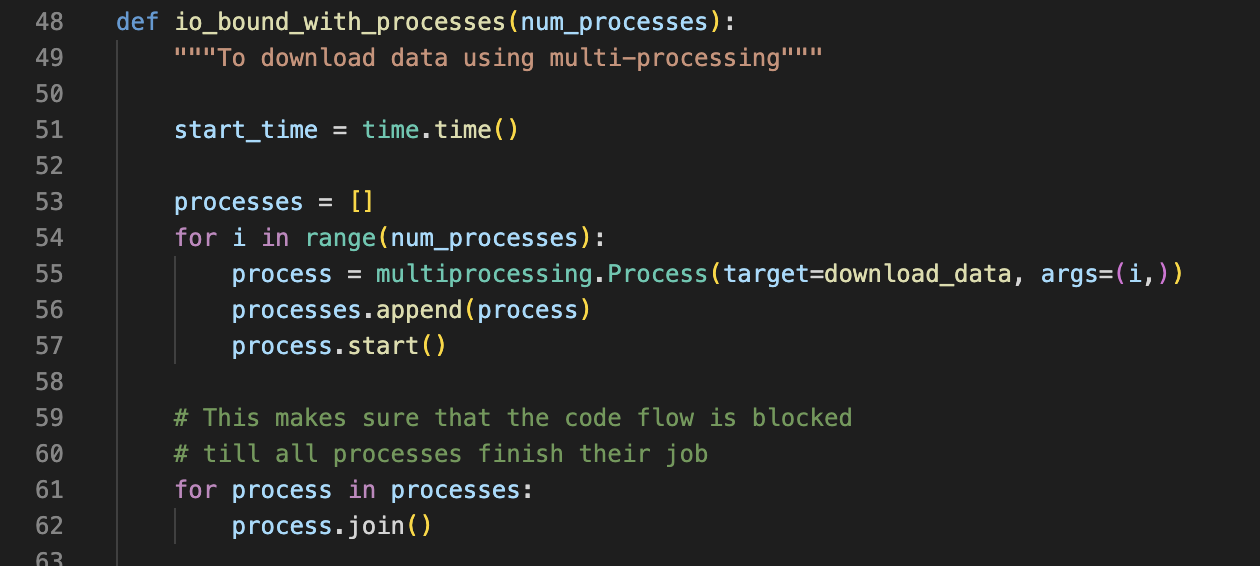 48 def io_bound_with_processes(num_processes):
49     """To download data using multi-processing"""
50
51     start_time = time.time()
52
53     processes = []
54     for i in range(num_processes):
55         process = multiprocessing.Process(target=download_data, args=(i,))
56         processes.append(process)
57         process.start()
58
59     # This makes sure that the code flow is blocked
60     # till all processes finish their job
61     for process in processes:
62         process.join()
63